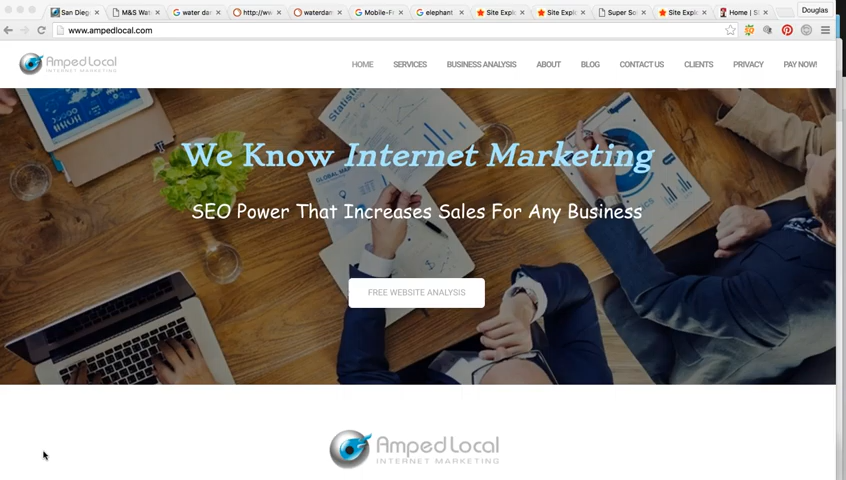 Douglas
San Dieg
M&S Wat
water dar
http://ww
waterdam
Mobile-Fr
elephant
Site Explo
Site Explo
Super So
Site Explo
Home | S
www.ampedlocal.com
Amped Local
INTERNET MARKETING
HOME
SERVICES
BUSINESS ANALYSIS
ABOUT
BLOG
CONTACT US
CLIENTS
PRIVACY
PAY NOW!
We Know Internet Marketing
SEO Power That Increases Sales For Any Business
FREE WEBSITE ANALYSIS
Amped Local
INTERNET MARKETING